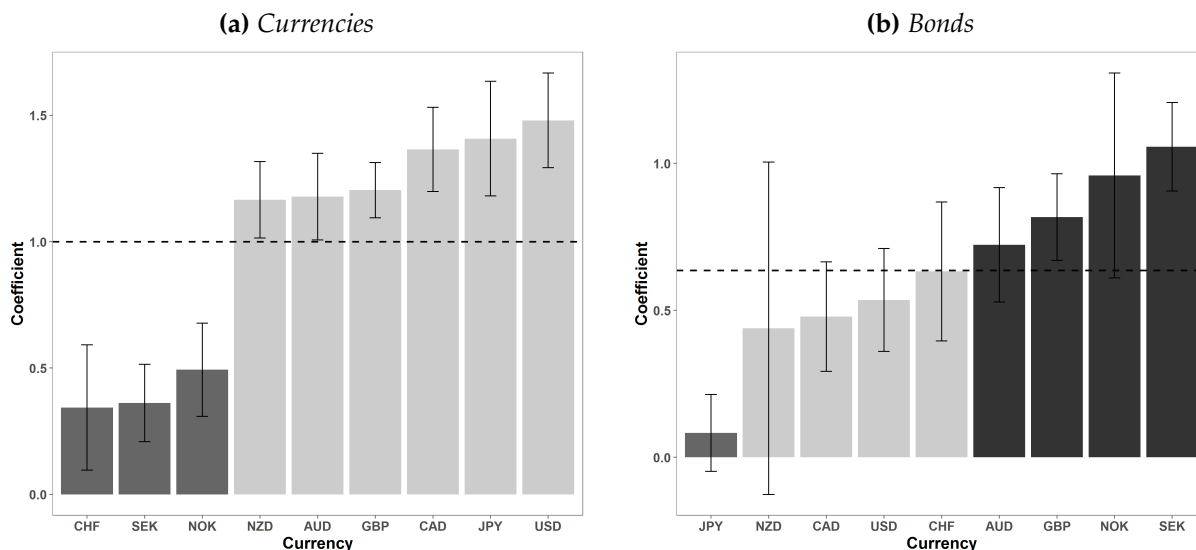 (a) Currencies
1.5
1.0
0.5
0.0
Coefficient
CHF SEK NOK NZD AUD GBP CAD JPY USD
Currency
(b) Bonds
1.0
0.5
0.0
Coefficient
JPY NZD CAD USD CHF AUD GBP NOK SEK
Currency